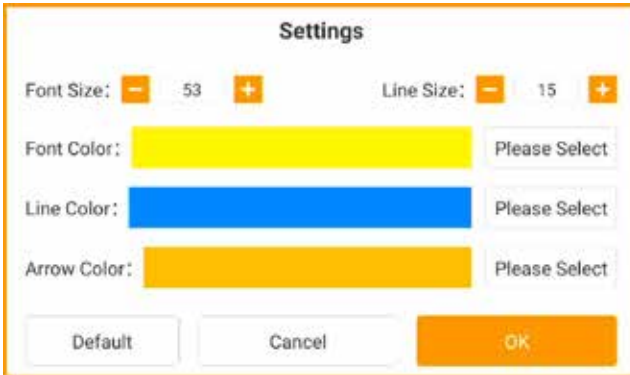 Settings
Font Size: − 53 + Line Size: − 15 +
Font Color: Please Select
Line Color: Please Select
Arrow Color: Please Select
Default Cancel OK